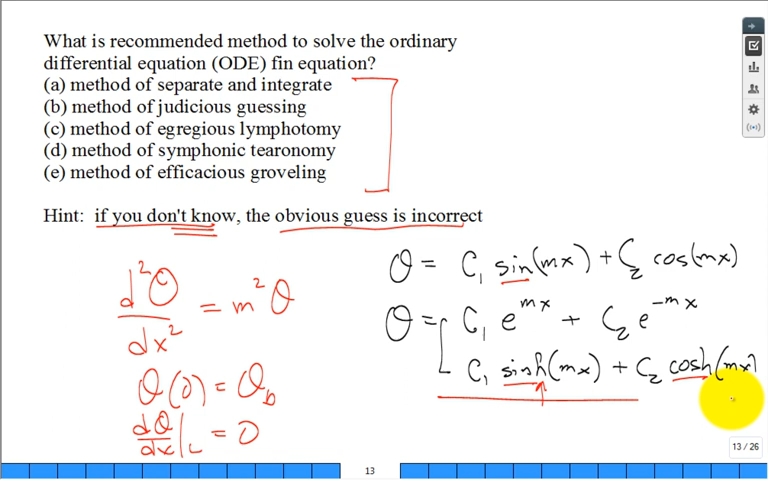 What is recommended method to solve the ordinary
differential equation (ODE) fin equation?
(a) method of separate and integrate
(b) method of judicious guessing
(c) method of egregious lymphotomy
(d) method of symphonic tearonomy
(e) method of efficacious groveling
Hint: if you don't know, the obvious guess is incorrect
d²θ/dx² = m²θ
θ(0) = θ_b
dθ/dx|_L = 0
θ = C₁ sin(mx) + C₂ cos(mx)
θ = C₁ e^{mx} + C₂ e^{-mx}
C₁ sinh(mx) + C₂ cosh(mx)
13 / 26
13